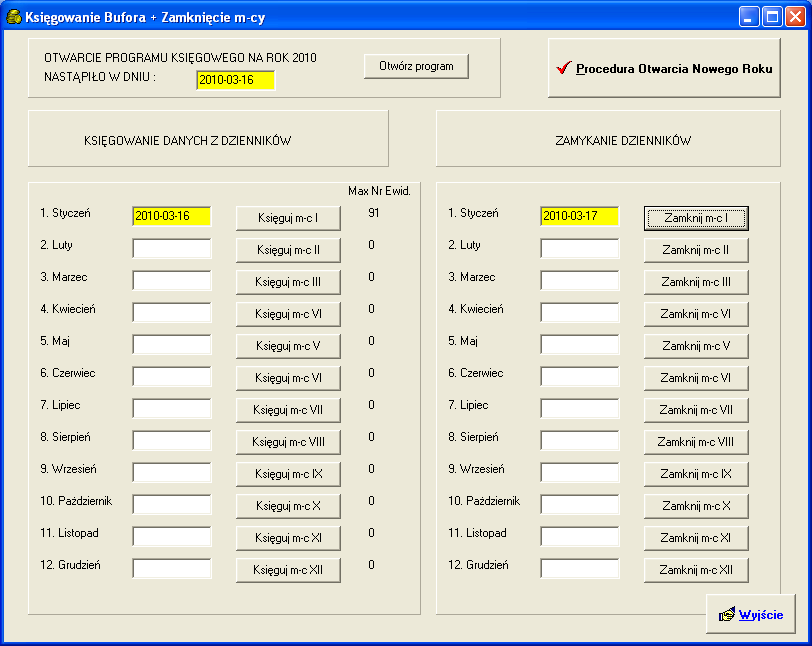 Księgowanie Bufora + Zamknięcie m-cy
OTWARCIE PROGRAMU KSIĘGOWEGO NA ROK 2010
NASTĄPIŁO W DNIU :
2010-03-16
Otwórz program
Procedura Otwarcia Nowego Roku
KSIĘGOWANIE DANYCH Z DZIENNIKÓW
ZAMYKANIE DZIENNIKÓW
Max Nr Ewid.
1. Styczeń 2010-03-16 Księguj m-c I 91
2. Luty Księguj m-c II 0
3. Marzec Księguj m-c III 0
4. Kwiecień Księguj m-c VI 0
5. Maj Księguj m-c V 0
6. Czerwiec Księguj m-c VI 0
7. Lipiec Księguj m-c VII 0
8. Sierpień Księguj m-c VIII 0
9. Wrzesień Księguj m-c IX 0
10. Październik Księguj m-c X 0
11. Listopad Księguj m-c XI 0
12. Grudzień Księguj m-c XII 0
1. Styczeń 2010-03-17 Zamknij m-c I
2. Luty Zamknij m-c II
3. Marzec Zamknij m-c III
4. Kwiecień Zamknij m-c VI
5. Maj Zamknij m-c V
6. Czerwiec Zamknij m-c VI
7. Lipiec Zamknij m-c VII
8. Sierpień Zamknij m-c VIII
9. Wrzesień Zamknij m-c IX
10. Październik Zamknij m-c X
11. Listopad Zamknij m-c XI
12. Grudzień Zamknij m-c XII
Wyjście